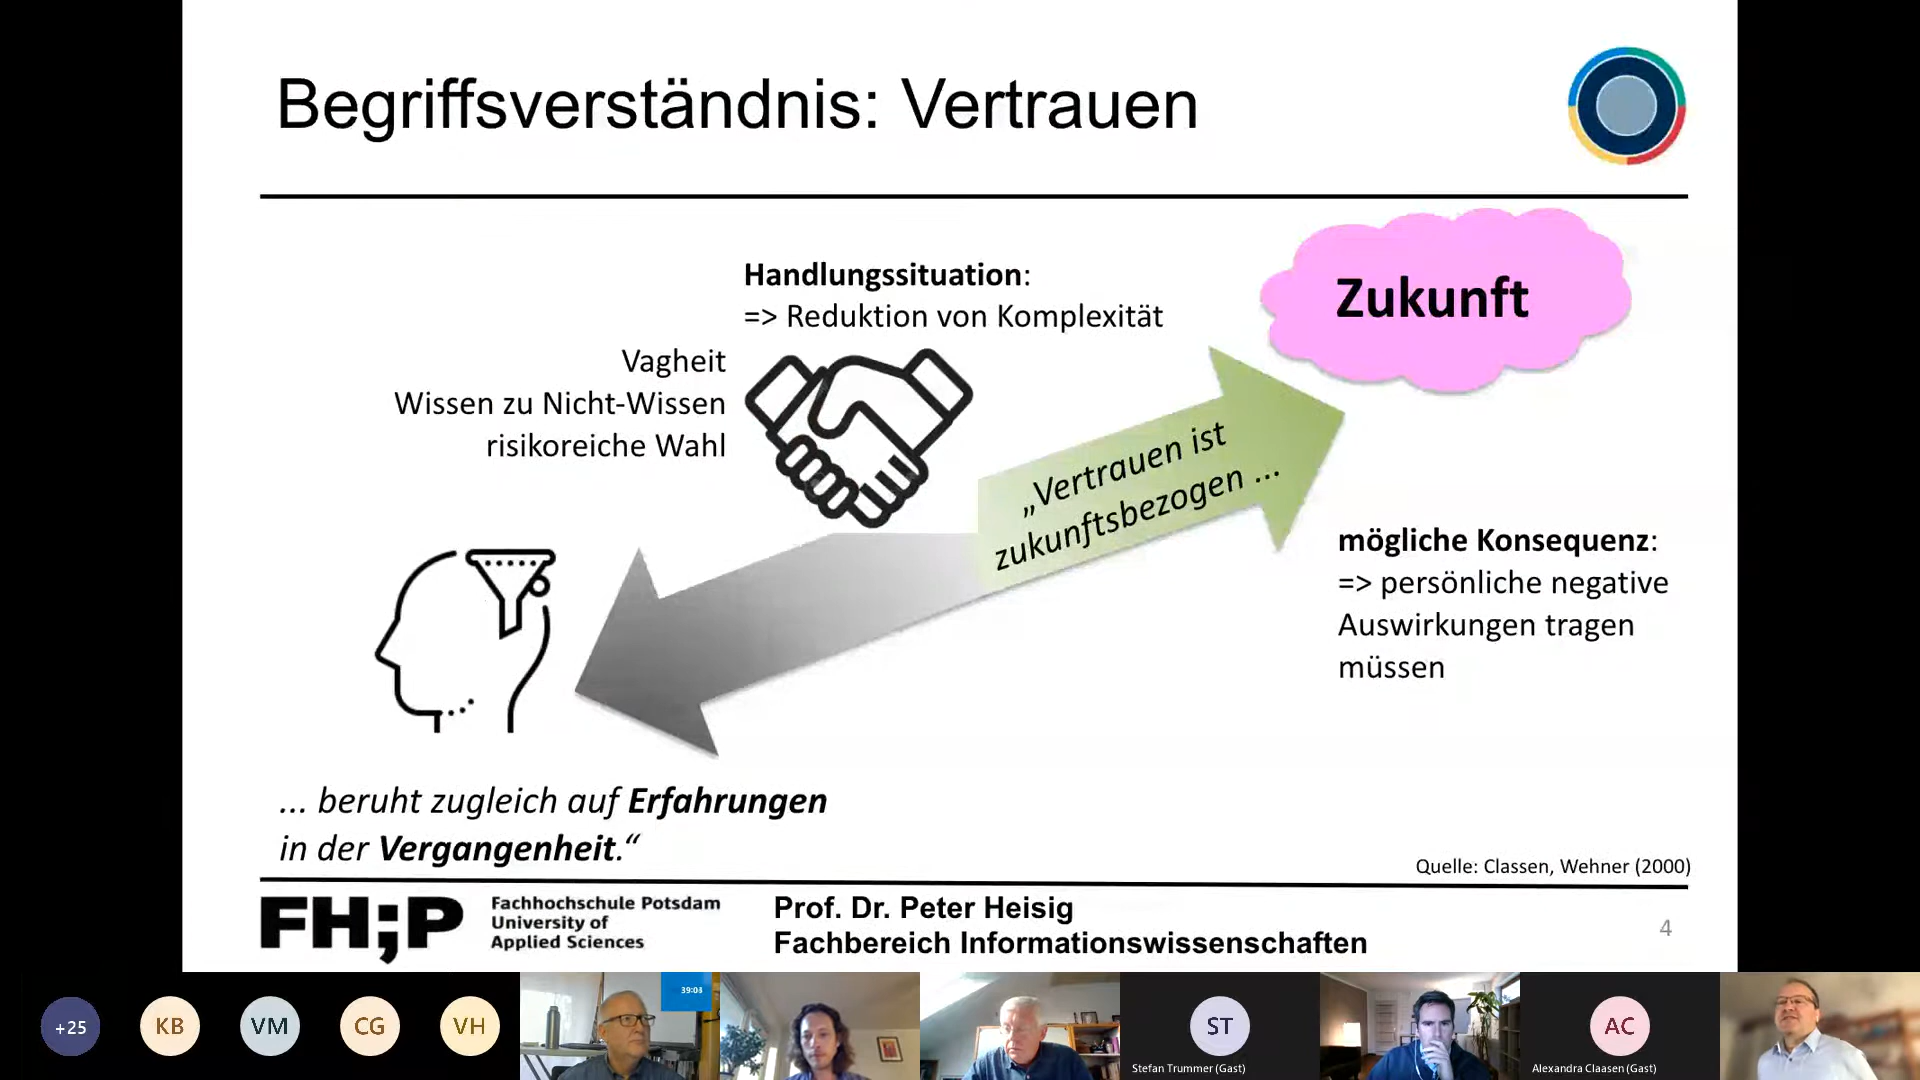 Begriffsverständnis: Vertrauen
Handlungssituation:
=> Reduktion von Komplexität
Zukunft
Vagheit
Wissen zu Nicht-Wissen
risikoreiche Wahl
„Vertrauen ist
zukunftsbezogen ...
mögliche Konsequenz:
=> persönliche negative
Auswirkungen tragen
müssen
... beruht zugleich auf Erfahrungen
in der Vergangenheit.“
Quelle: Classen, Wehner (2000)
FH;P
Fachhochschule Potsdam
University of
Applied Sciences
Prof. Dr. Peter Heisig
Fachbereich Informationswissenschaften
4
+25
KB
VM
CG
VH
39:03
ST
Stefan Trummer (Gast)
AC
Alexandra Claasen (Gast)